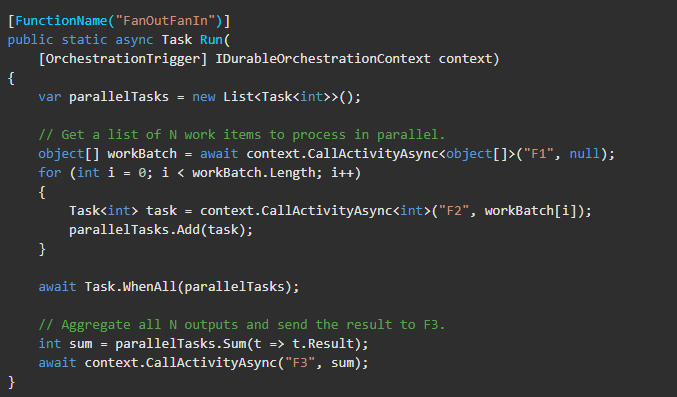 [FunctionName("FanOutFanIn")]
public static async Task Run(
    [OrchestrationTrigger] IDurableOrchestrationContext context)
{
    var parallelTasks = new List<Task<int>>();

    // Get a list of N work items to process in parallel.
    object[] workBatch = await context.CallActivityAsync<object[]>("F1", null);
    for (int i = 0; i < workBatch.Length; i++)
    {
        Task<int> task = context.CallActivityAsync<int>("F2", workBatch[i]);
        parallelTasks.Add(task);
    }

    await Task.WhenAll(parallelTasks);

    // Aggregate all N outputs and send the result to F3.
    int sum = parallelTasks.Sum(t => t.Result);
    await context.CallActivityAsync("F3", sum);
}